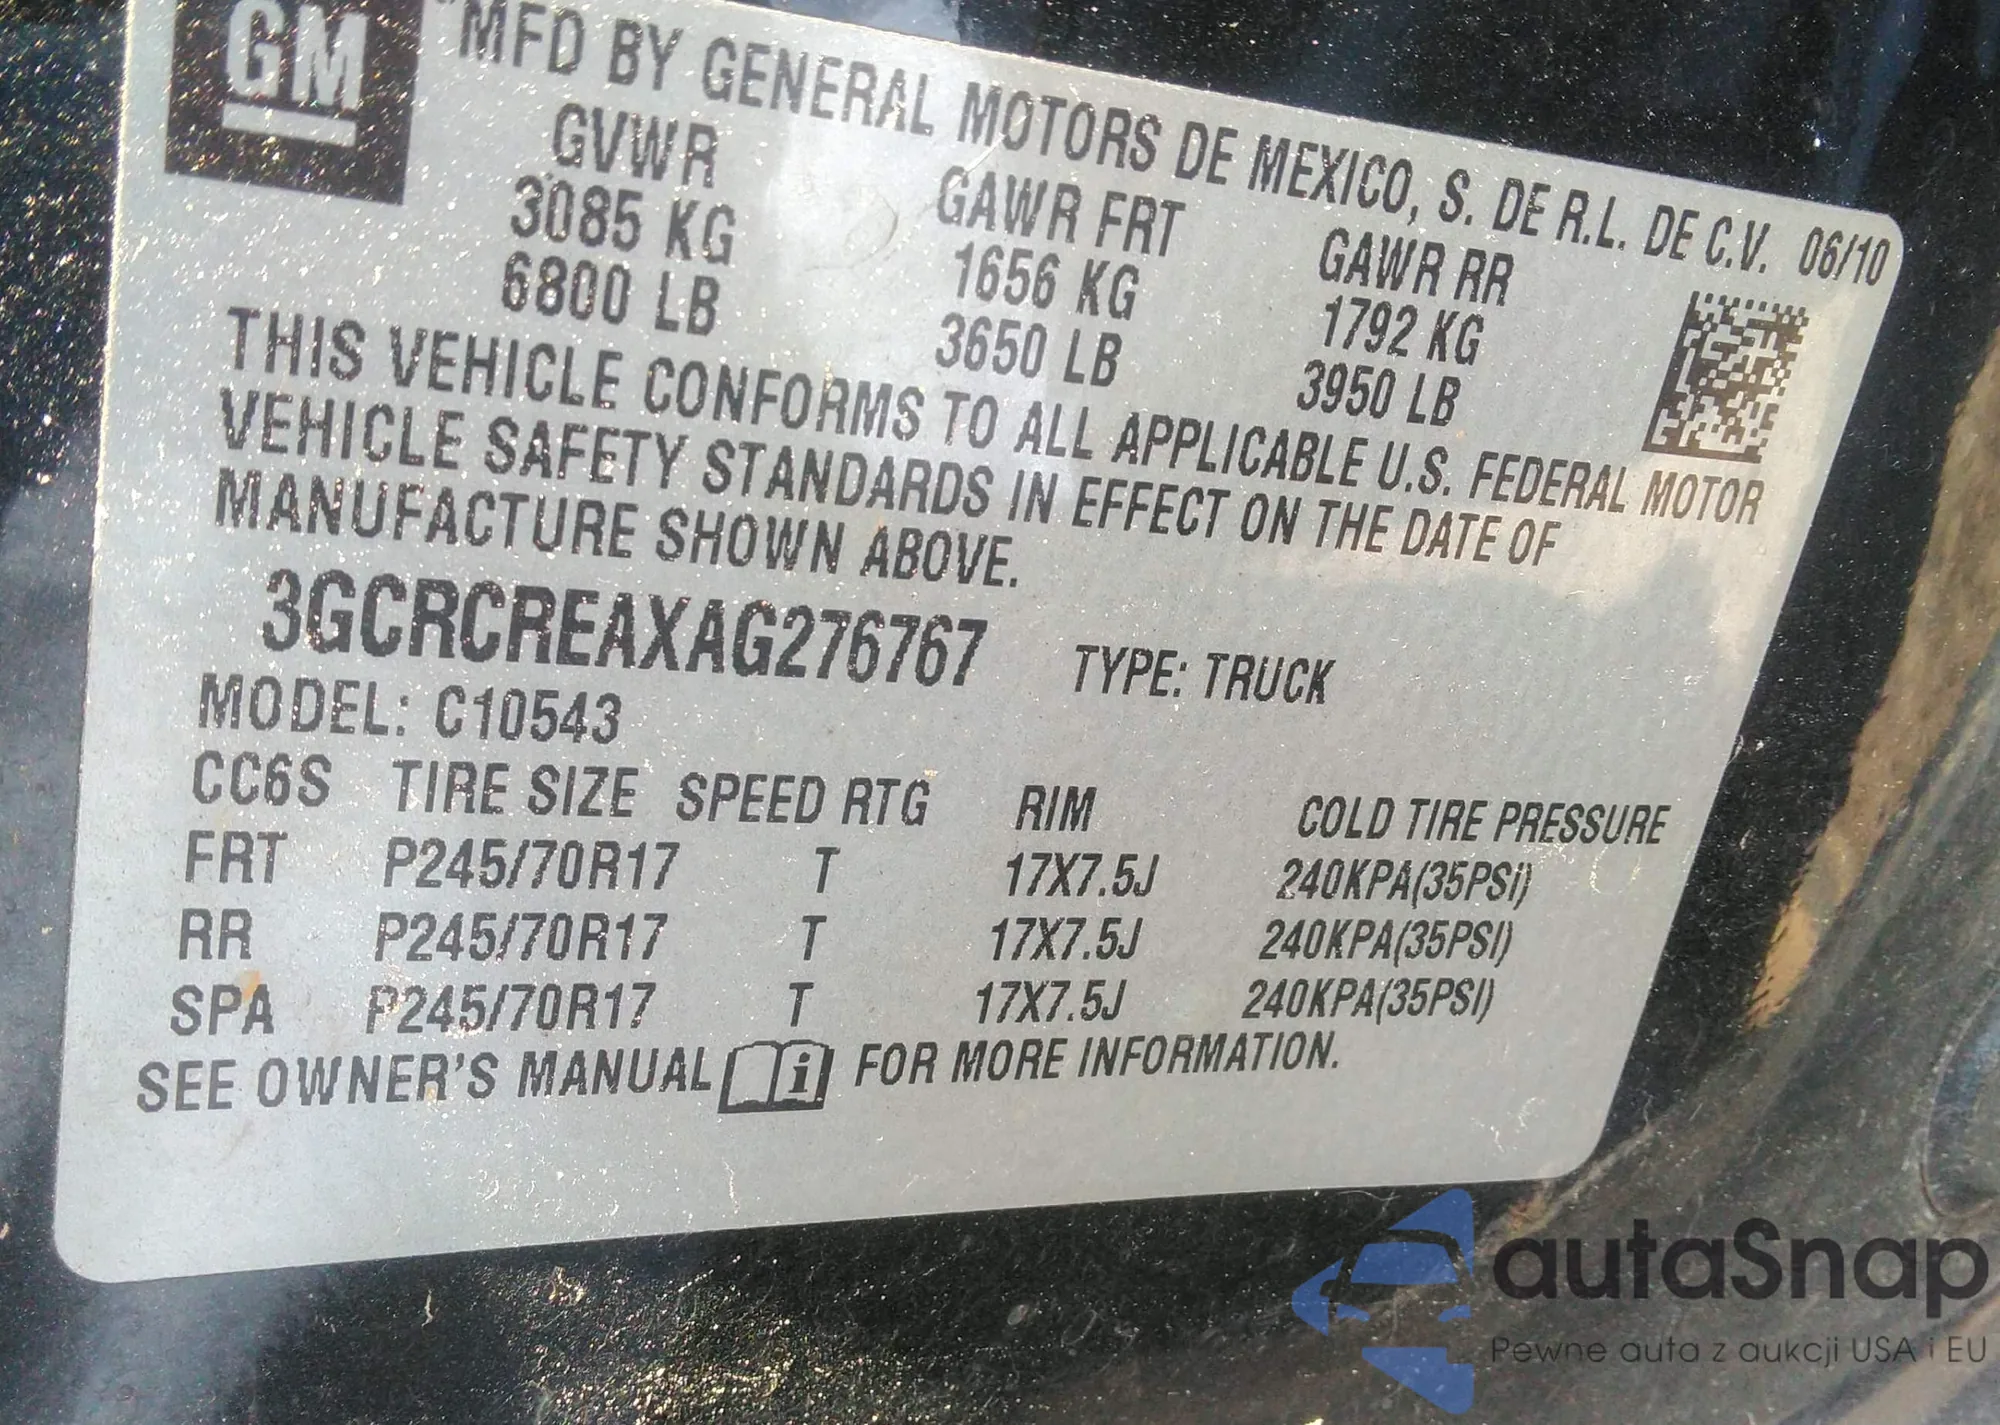 GM
"MFD BY GENERAL MOTORS DE MEXICO, S. DE R.L. DE C.V. 06/10
GVWR GAWR FRT GAWR RR
3085 KG 1656 KG 1792 KG
6800 LB 3650 LB 3950 LB
THIS VEHICLE CONFORMS TO ALL APPLICABLE U.S. FEDERAL MOTOR
VEHICLE SAFETY STANDARDS IN EFFECT ON THE DATE OF
MANUFACTURE SHOWN ABOVE.
3GCRCREAXAG276767 TYPE: TRUCK
MODEL: C10543
CC6S TIRE SIZE SPEED RTG RIM COLD TIRE PRESSURE
FRT P245/70R17 T 17X7.5J 240KPA(35PSI)
RR P245/70R17 T 17X7.5J 240KPA(35PSI)
SPA P245/70R17 T 17X7.5J 240KPA(35PSI)
SEE OWNER'S MANUAL i FOR MORE INFORMATION.
autaSnap
Pewne auta z aukcji USA i EU